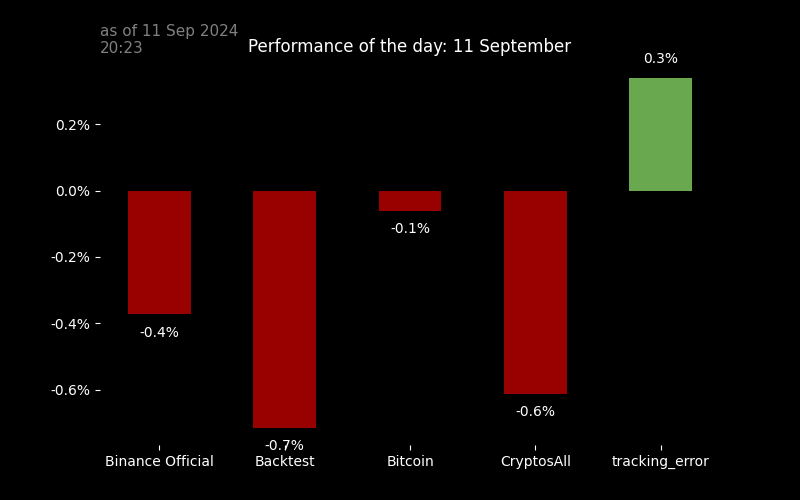 as of 11 Sep 2024
20:23
Performance of the day: 11 September
0.3%
0.2%
0.0%
-0.2%
-0.4%
-0.6%
-0.4%
-0.7%
-0.1%
-0.6%
Binance Official
Backtest
Bitcoin
CryptosAll
tracking_error